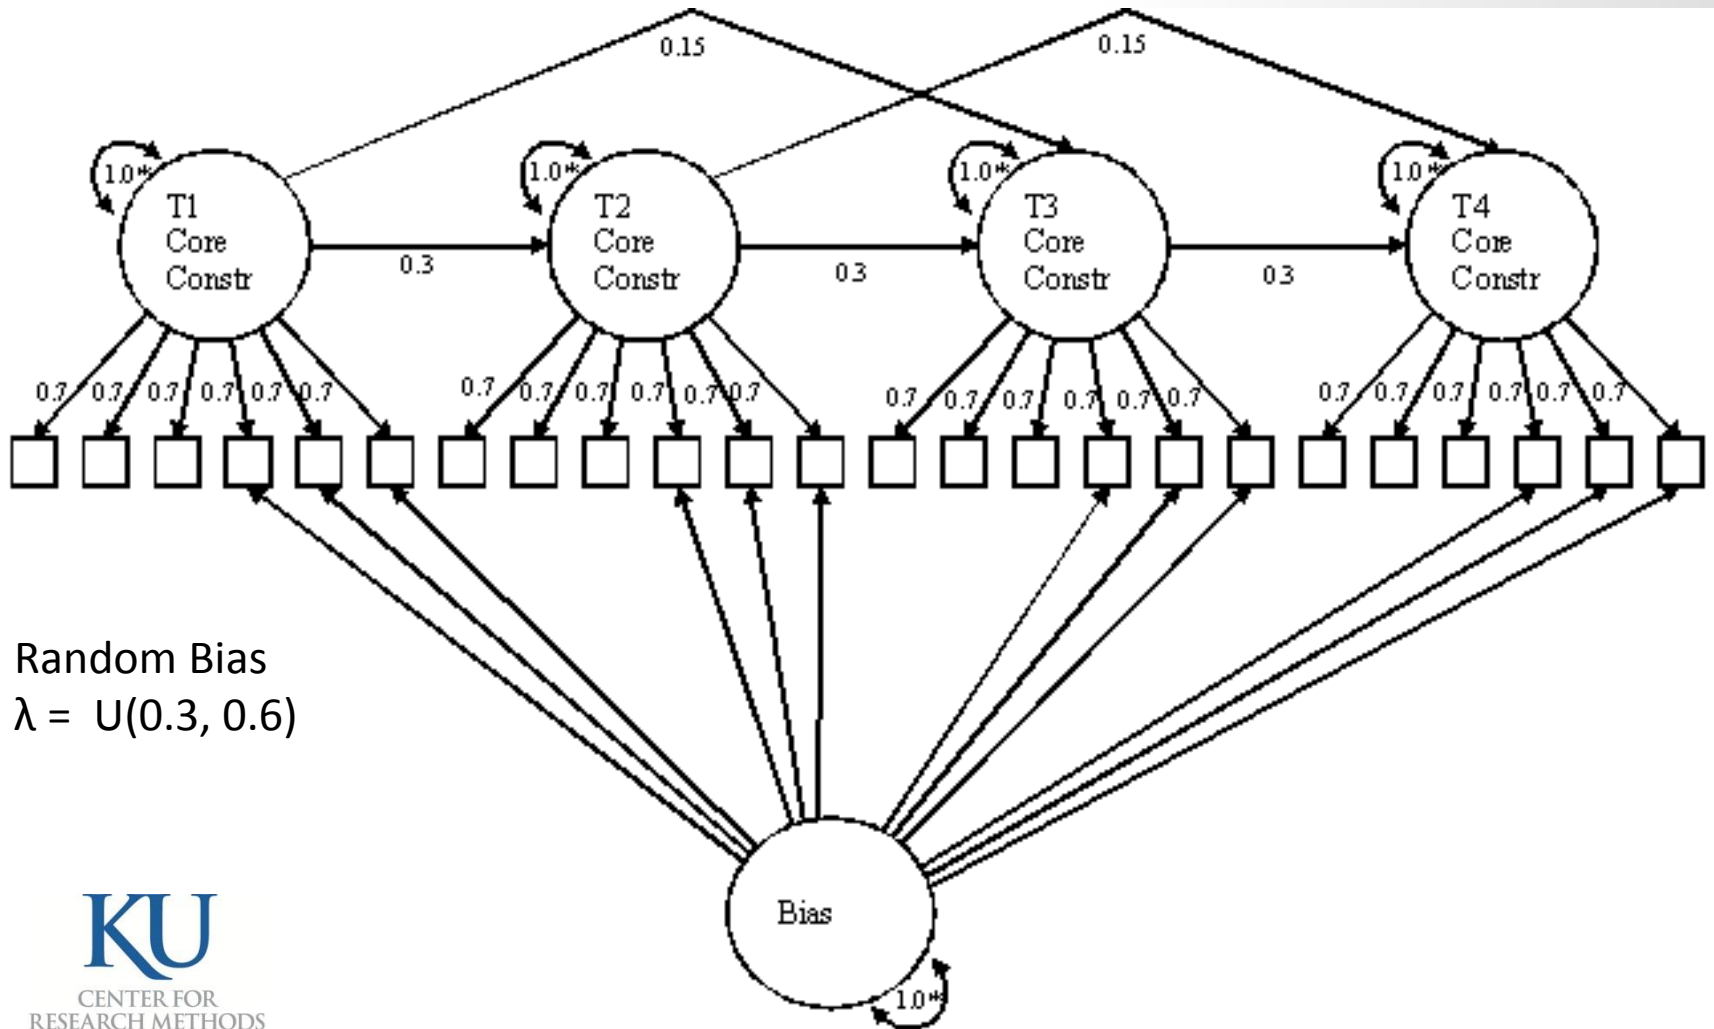 0.15
0.15
1.0*
1.0*
1.0*
1.0*
T1
Core
Constr
T2
Core
Constr
T3
Core
Constr
T4
Core
Constr
0.3
0.3
0.3
0.7 0.7 0.7 0.7 0.7 0.7
0.7 0.7 0.7 0.7 0.7 0.7
0.7 0.7 0.7 0.7 0.7 0.7
0.7 0.7 0.7 0.7 0.7 0.7
Random Bias
λ = U(0.3, 0.6)
Bias
1.0*
KU
CENTER FOR
RESEARCH METHODS